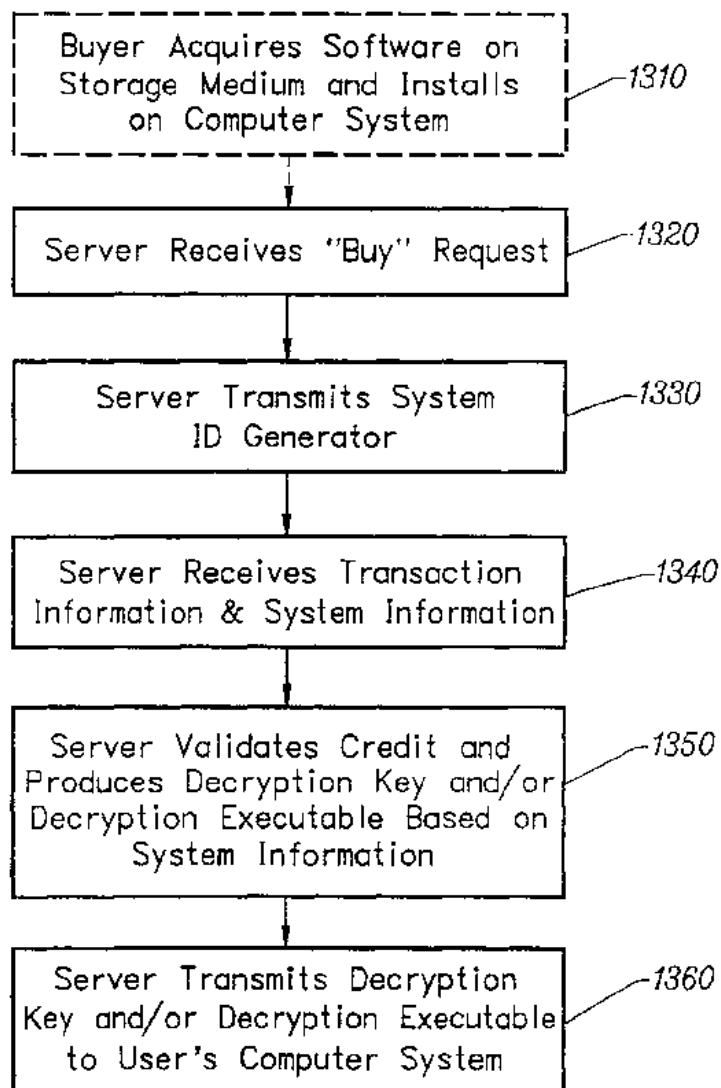 Buyer Acquires Software on
Storage Medium and Installs
on Computer System
1310
Server Receives "Buy" Request
1320
Server Transmits System
ID Generator
1330
Server Receives Transaction
Information & System Information
1340
Server Validates Credit and
Produces Decryption Key and/or
Decryption Executable Based on
System Information
1350
Server Transmits Decryption
Key and/or Decryption Executable
to User's Computer System
1360